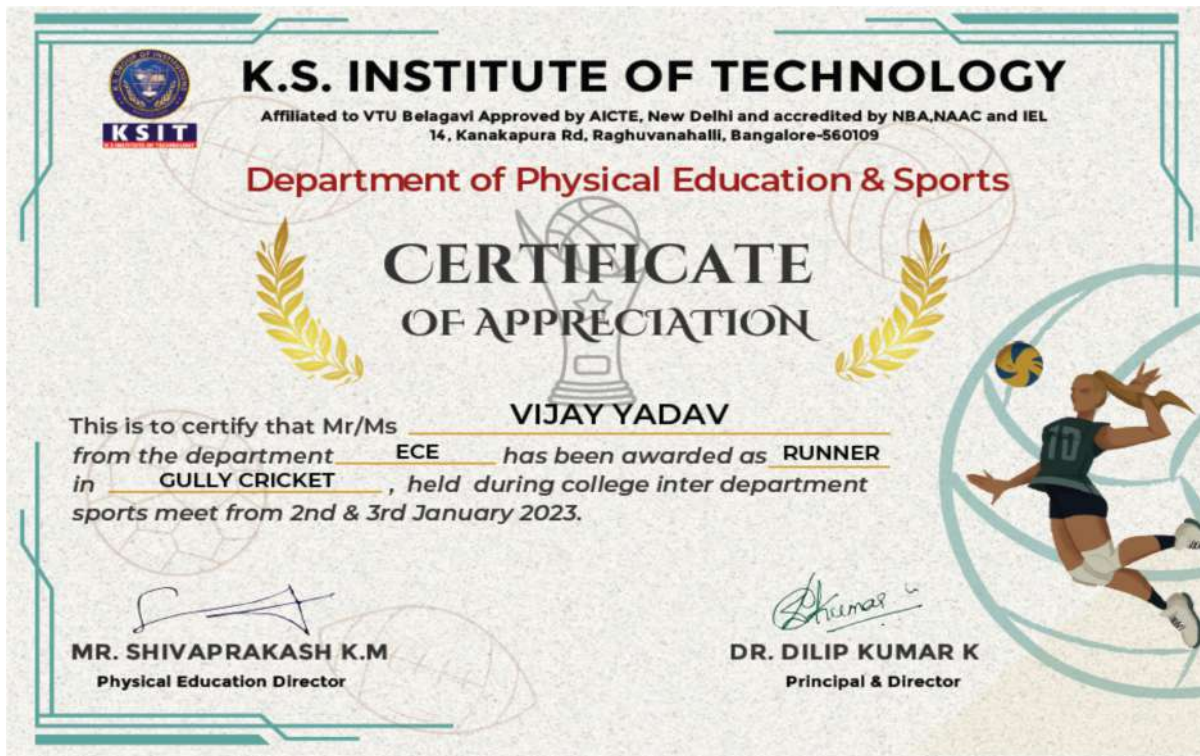 K.S. INSTITUTE OF TECHNOLOGY
Affiliated to VTU Belagavi Approved by AICTE, New Delhi and accredited by NBA,NAAC and IEL
14, Kanakapura Rd, Raghuvanahalli, Bangalore-560109
KSIT
Department of Physical Education & Sports
CERTIFICATE
OF APPRECIATION
This is to certify that Mr/Ms VIJAY YADAV
from the department ECE has been awarded as RUNNER
in GULLY CRICKET , held during college inter department
sports meet from 2nd & 3rd January 2023.
10
MR. SHIVAPRAKASH K.M
Physical Education Director
DR. DILIP KUMAR K
Principal & Director